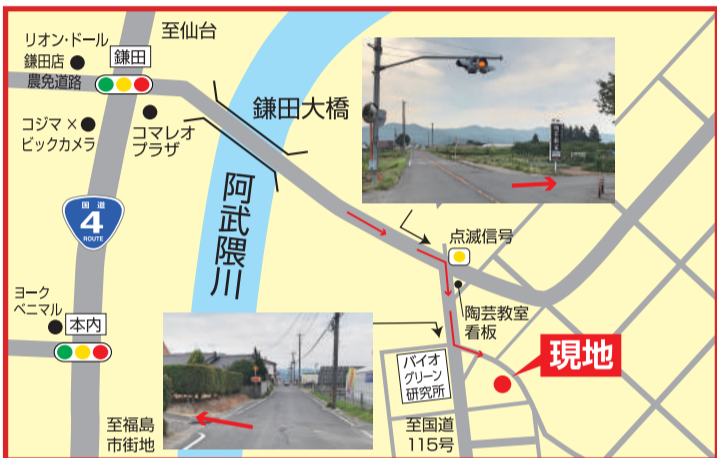 至仙台
リオン・ドール
鎌田店
鎌田
農免道路
コジマ×
ビックカメラ
コマレオ
プラザ
鎌田大橋
阿武隈川
国道
4
ROUTE
点滅信号
陶芸教室
看板
ヨーク
ベニマル
本内
現地
バイオ
グリーン
研究所
至福島
市街地
至国道
115号